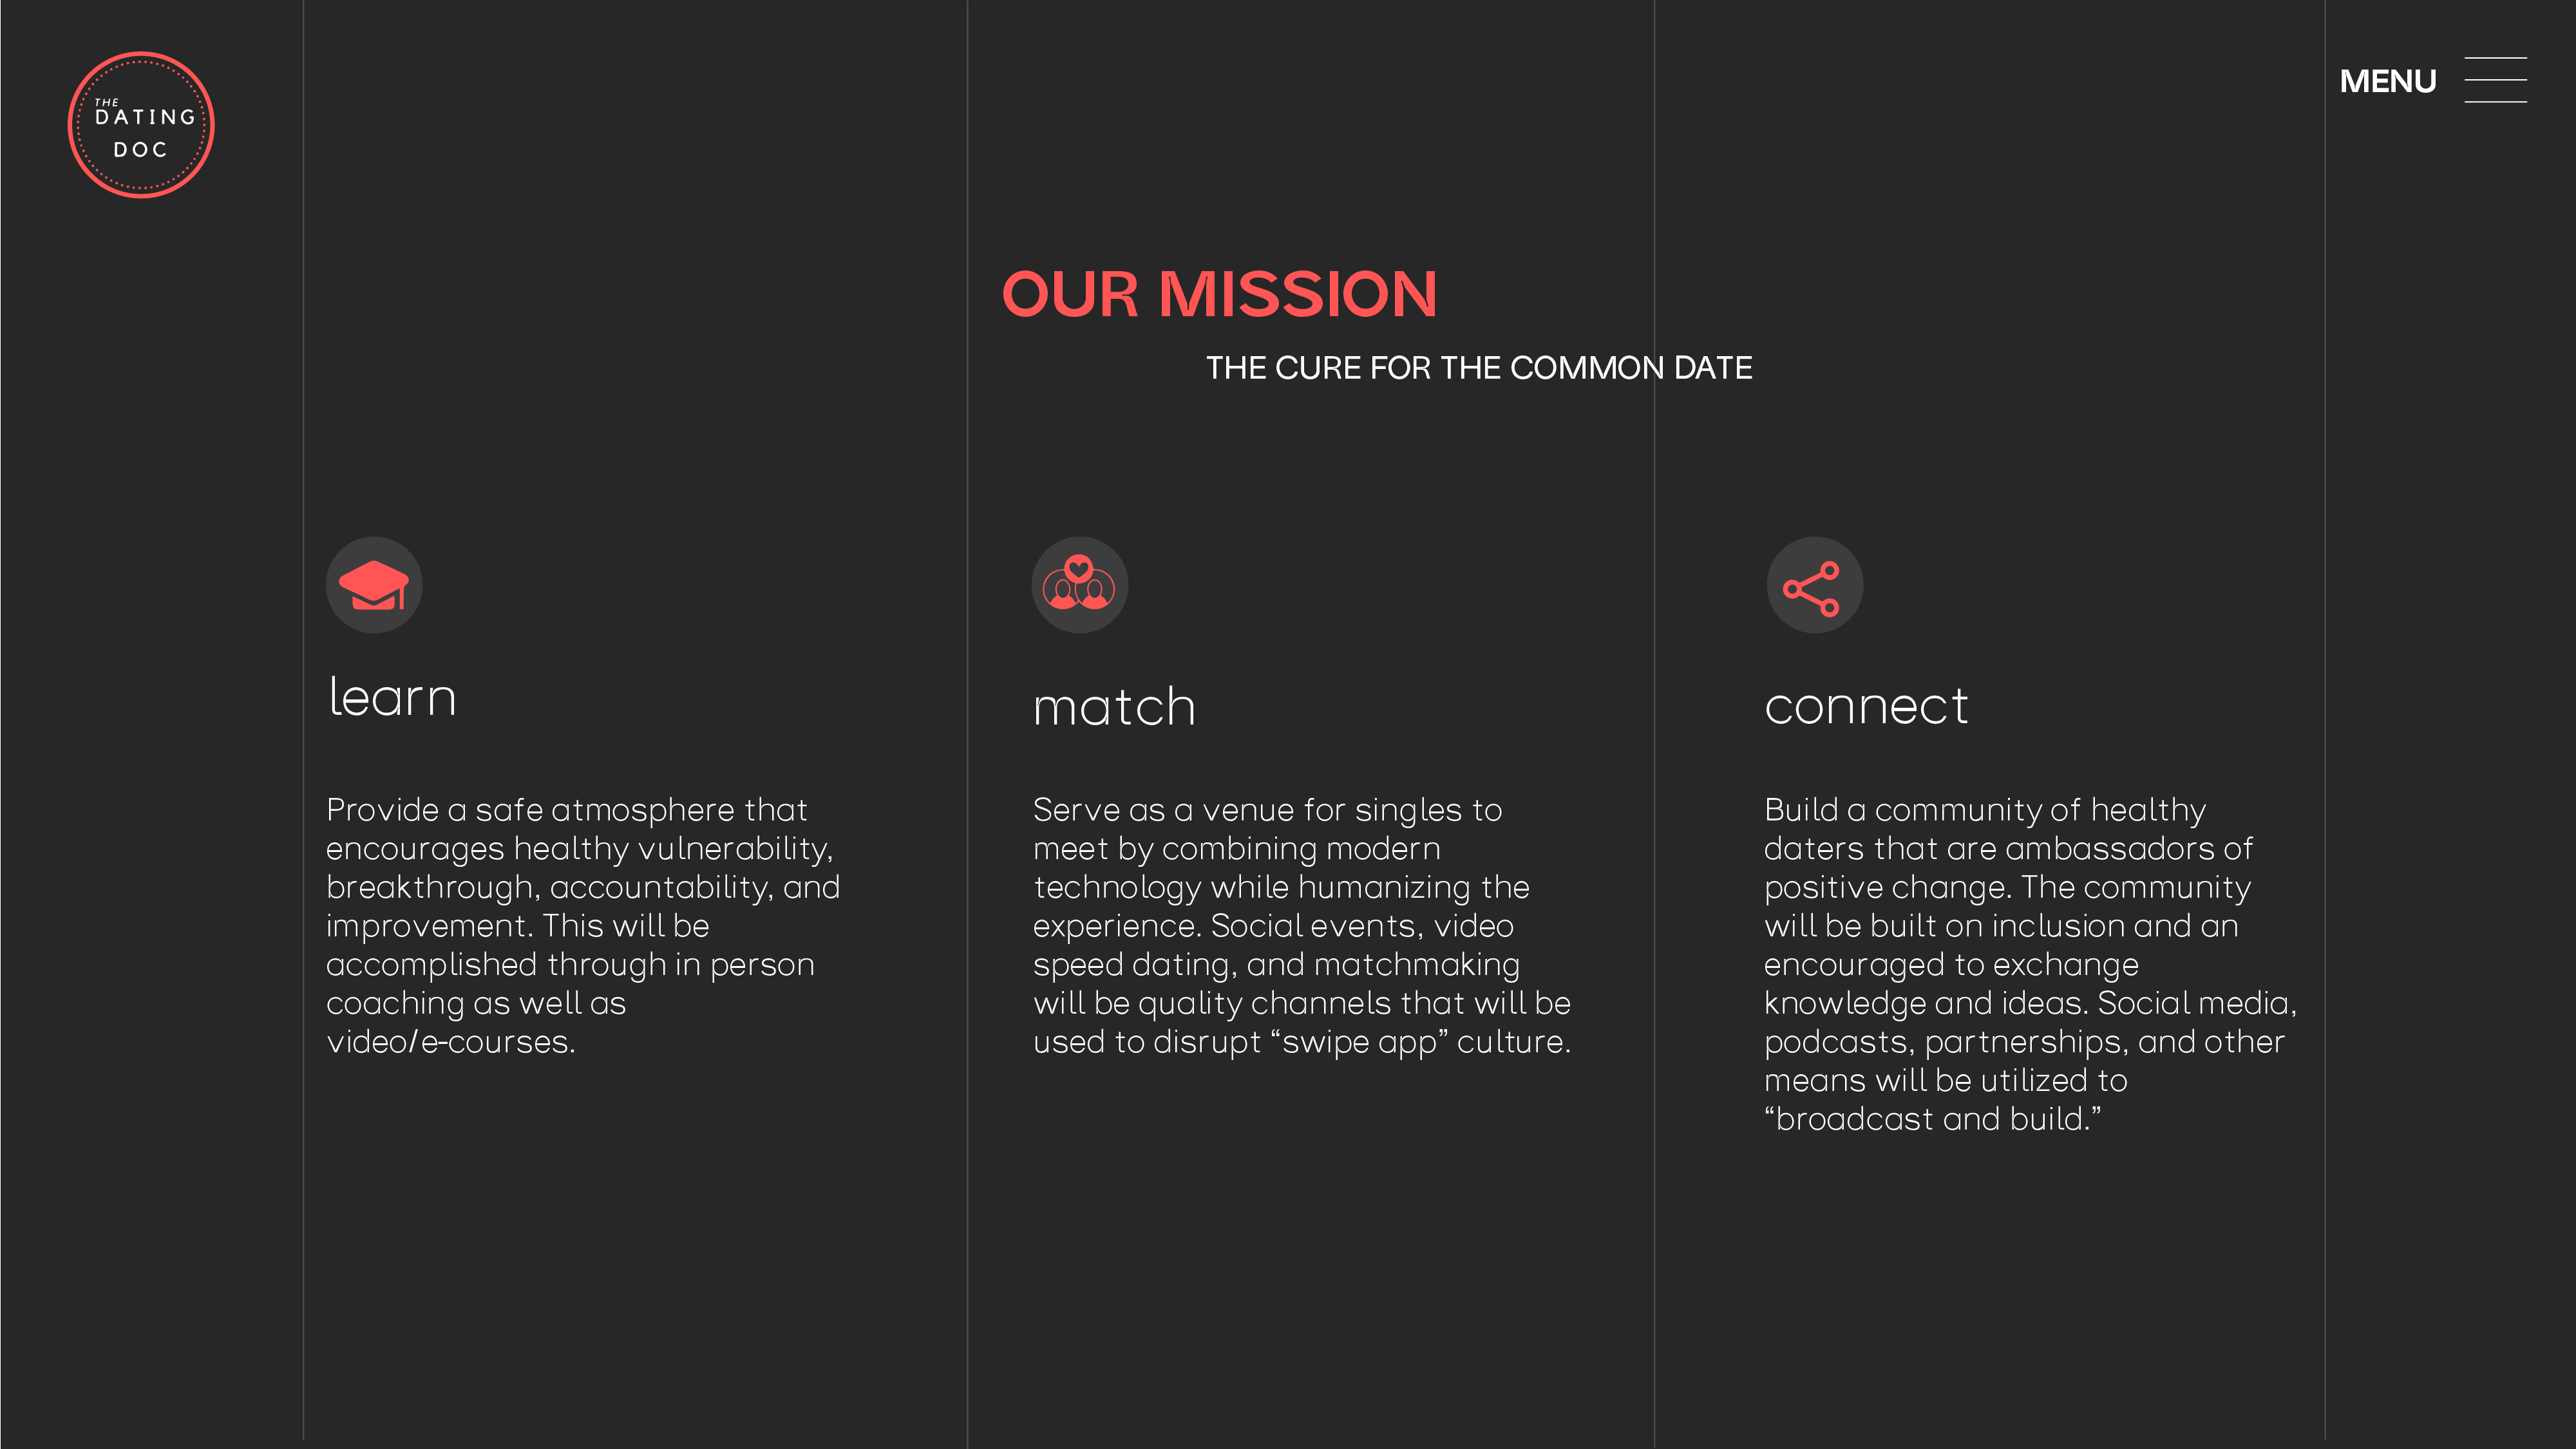 THE
DATING
DOC
MENU
OUR MISSION
THE CURE FOR THE COMMON DATE
learn
Provide a safe atmosphere that
encourages healthy vulnerability,
breakthrough, accountability, and
improvement. This will be
accomplished through in person
coaching as well as
video/e-courses.
match
Serve as a venue for singles to
meet by combining modern
technology while humanizing the
experience. Social events, video
speed dating, and matchmaking
will be quality channels that will be
used to disrupt “swipe app” culture.
connect
Build a community of healthy
daters that are ambassadors of
positive change. The community
will be built on inclusion and an
encouraged to exchange
knowledge and ideas. Social media,
podcasts, partnerships, and other
means will be utilized to
“broadcast and build.”